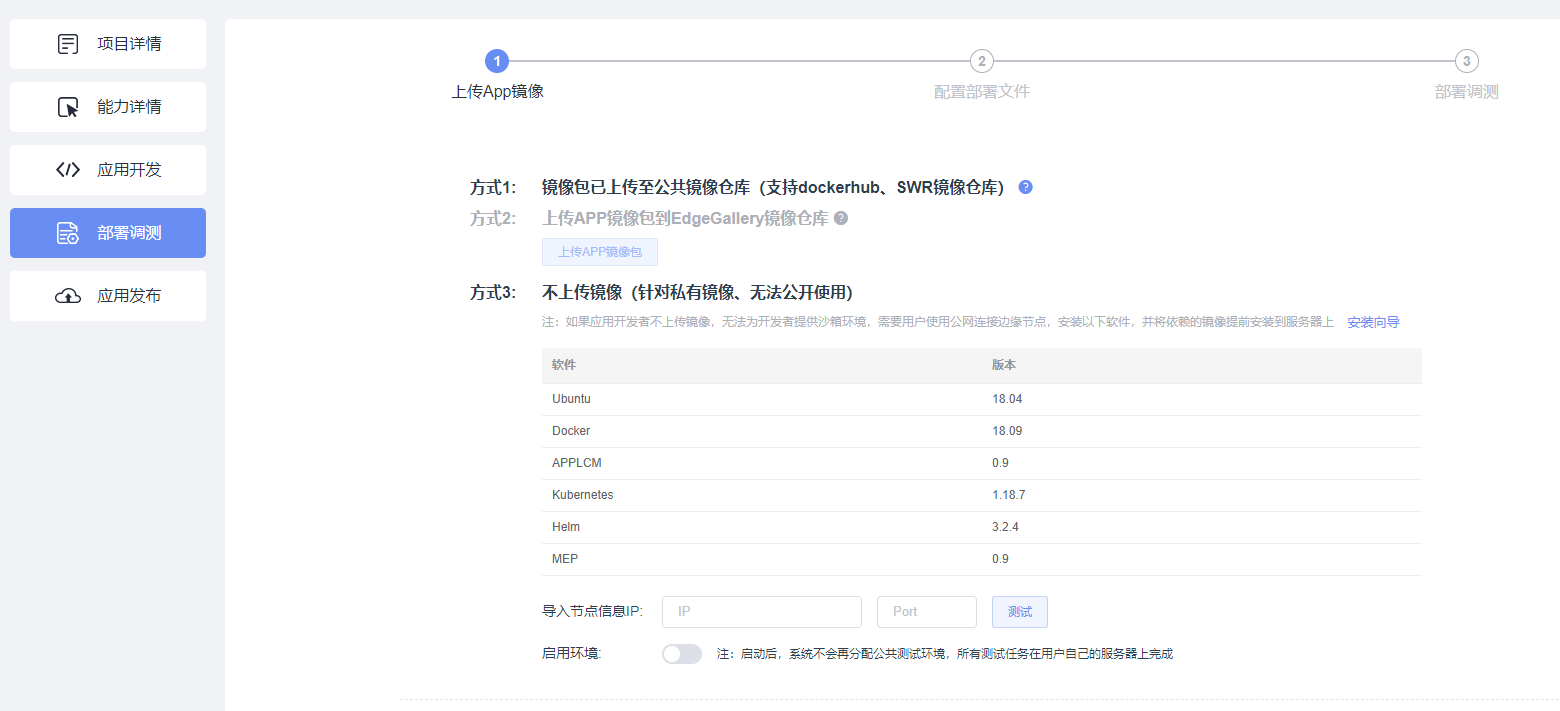 项目详情
能力详情
应用开发
部署调测
应用发布
1
2
3
上传App镜像
配置部署文件
部署调测
方式1: 镜像包已上传至公共镜像仓库（支持dockerhub、SWR镜像仓库） ?
方式2: 上传APP镜像包到EdgeGallery镜像仓库 ?
上传APP镜像包
方式3: 不上传镜像（针对私有镜像、无法公开使用）
注：如果应用开发者不上传镜像，无法为开发者提供沙箱环境，需要用户使用公网连接边缘节点，安装以下软件，并将依赖的镜像提前安装到服务器上 安装向导
软件 版本
Ubuntu 18.04
Docker 18.09
APPLCM 0.9
Kubernetes 1.18.7
Helm 3.2.4
MEP 0.9
导入节点信息IP: IP Port 测试
启用环境: 注：启动后，系统不会再分配公共测试环境，所有测试任务在用户自己的服务器上完成